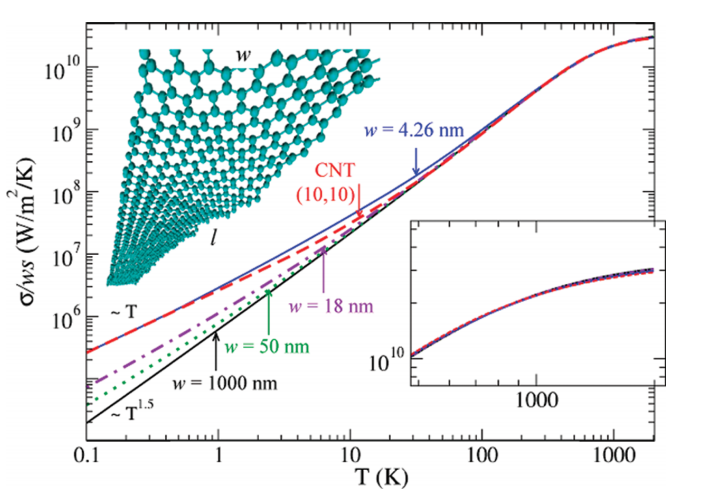 w
10^10
w = 4.26 nm
10^9
CNT
(10,10)
10^8
σ/ws (W/m^2/K)
l
10^7
w = 18 nm
~ T
10^6
w = 50 nm
10^10
w = 1000 nm
1000
~ T^1.5
0.1
1
10
100
1000
T (K)